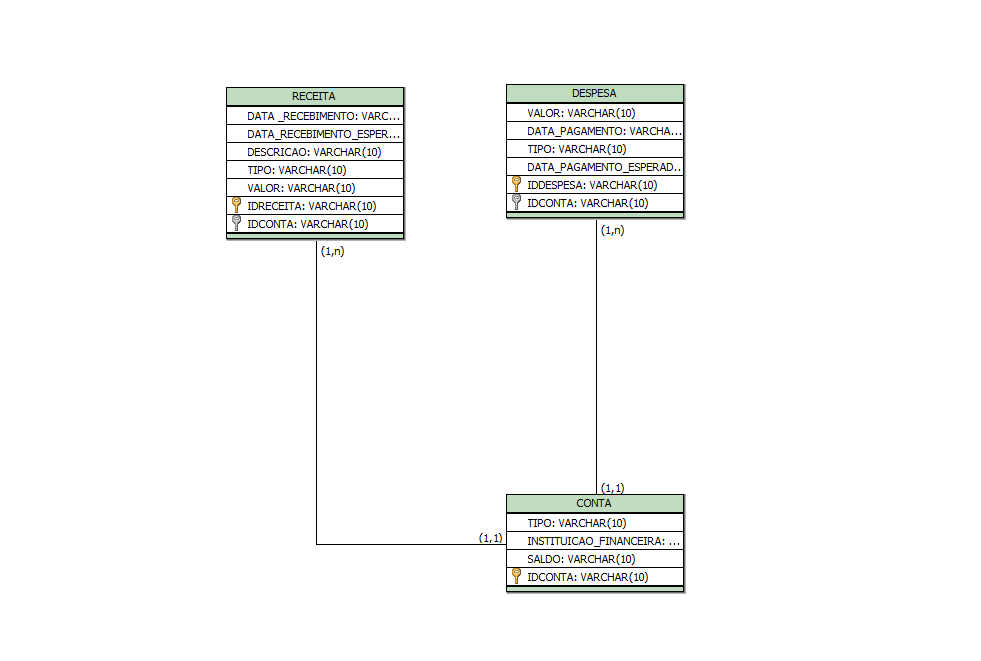 RECEITA
DATA _RECEBIMENTO: VARC...
DATA_RECEBIMENTO_ESPER...
DESCRICAO: VARCHAR(10)
TIPO: VARCHAR(10)
VALOR: VARCHAR(10)
IDRECEITA: VARCHAR(10)
IDCONTA: VARCHAR(10)
(1,n)
DESPESA
VALOR: VARCHAR(10)
DATA_PAGAMENTO: VARCHA...
TIPO: VARCHAR(10)
DATA_PAGAMENTO_ESPERAD...
IDDESPESA: VARCHAR(10)
IDCONTA: VARCHAR(10)
(1,n)
(1,1)
(1,1)
CONTA
TIPO: VARCHAR(10)
INSTITUICAO_FINANCEIRA: ...
SALDO: VARCHAR(10)
IDCONTA: VARCHAR(10)